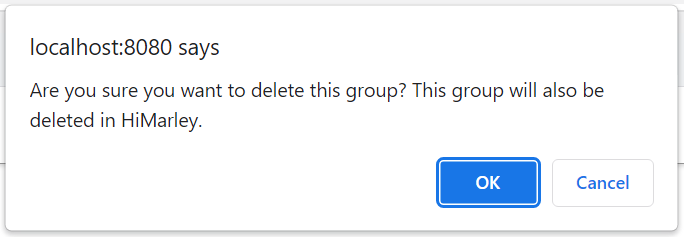 localhost:8080 says
Are you sure you want to delete this group? This group will also be
deleted in HiMarley.
OK
Cancel